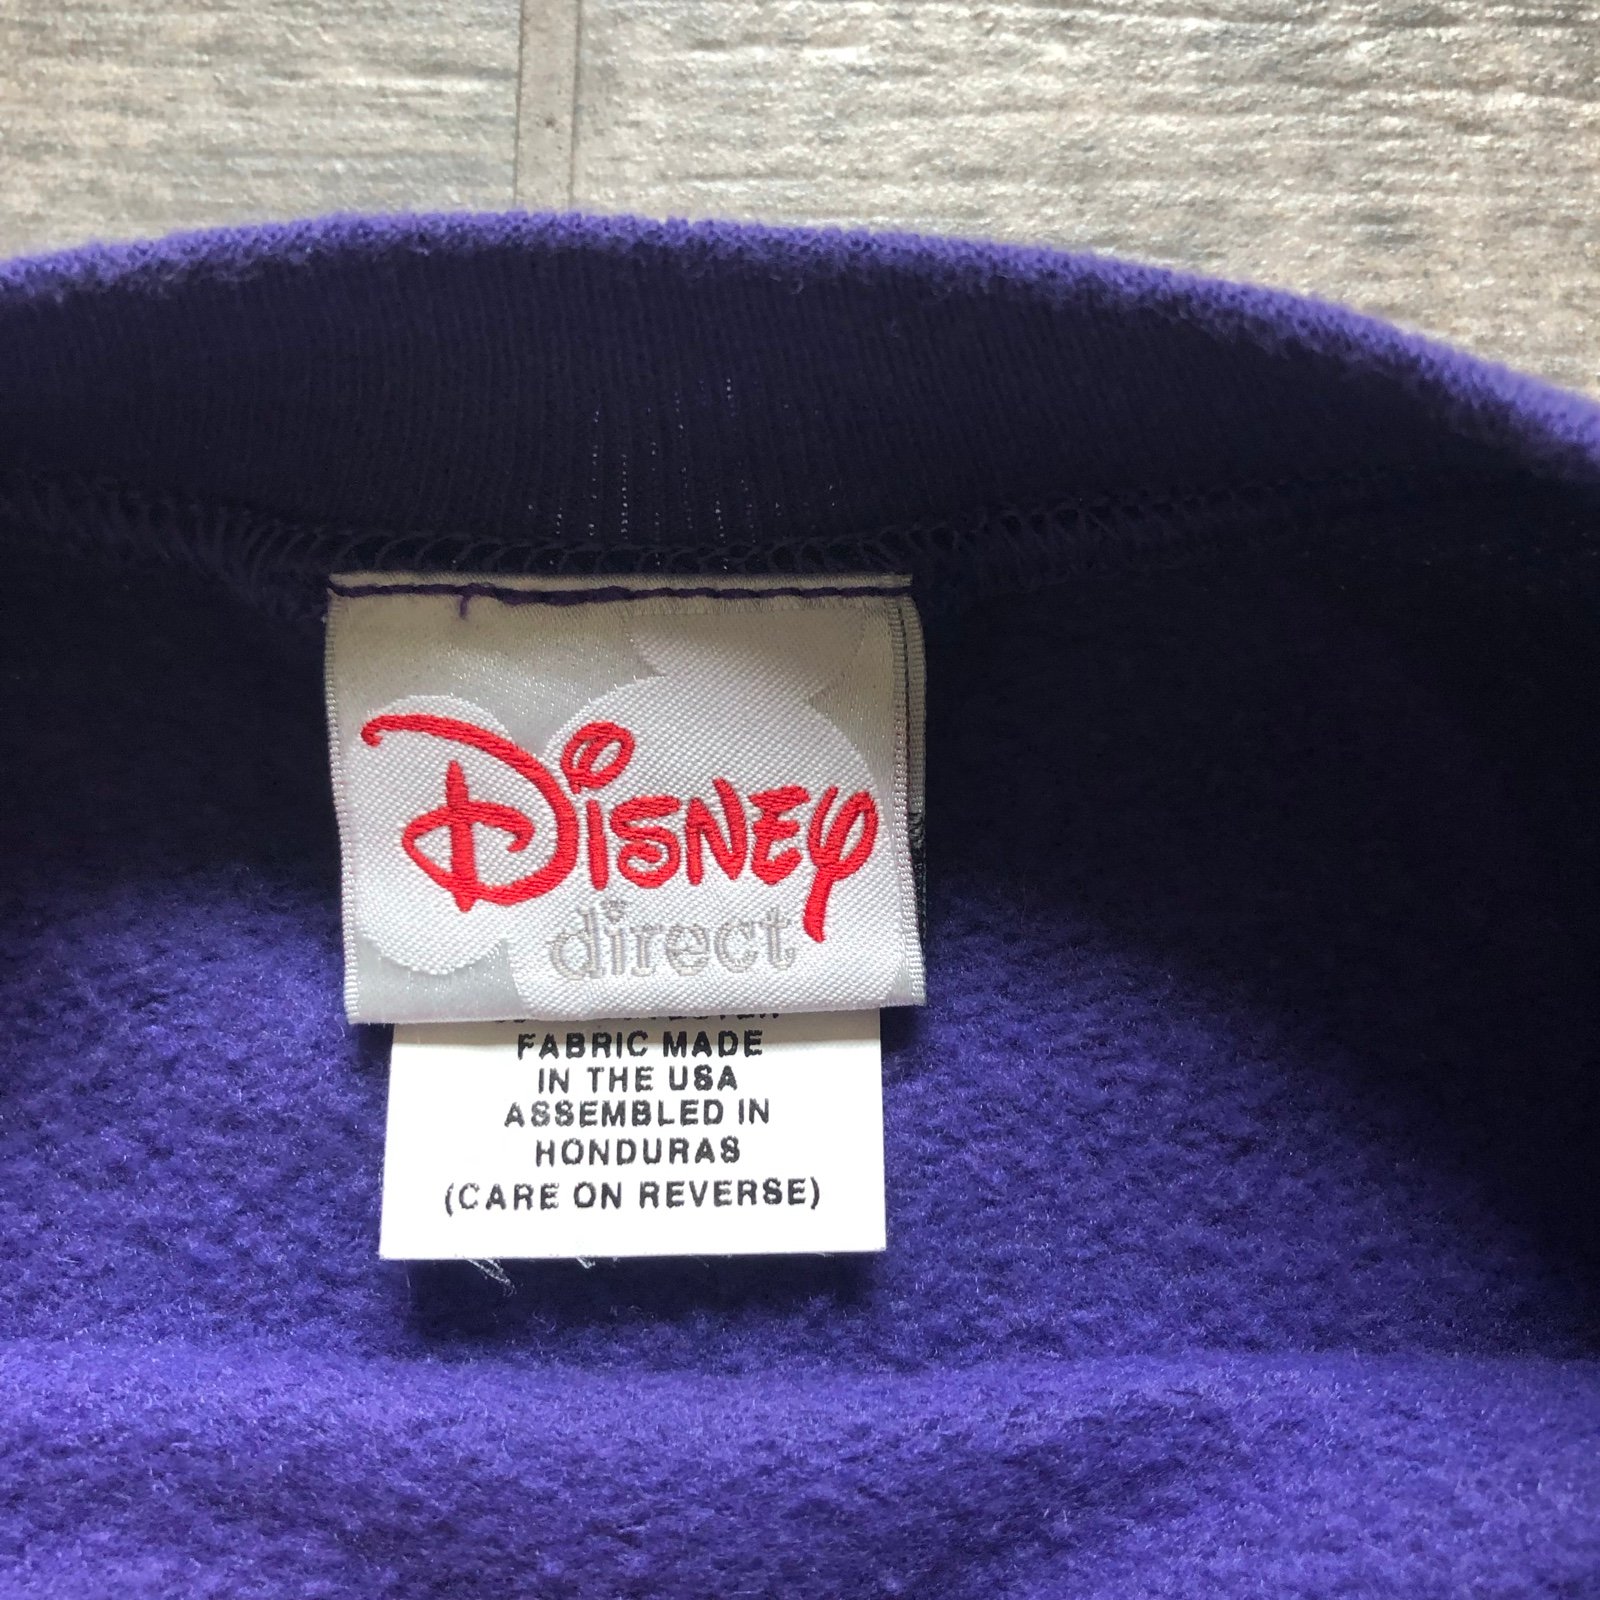 Disney
direct
FABRIC MADE
IN THE USA
ASSEMBLED IN
HONDURAS
(CARE ON REVERSE)